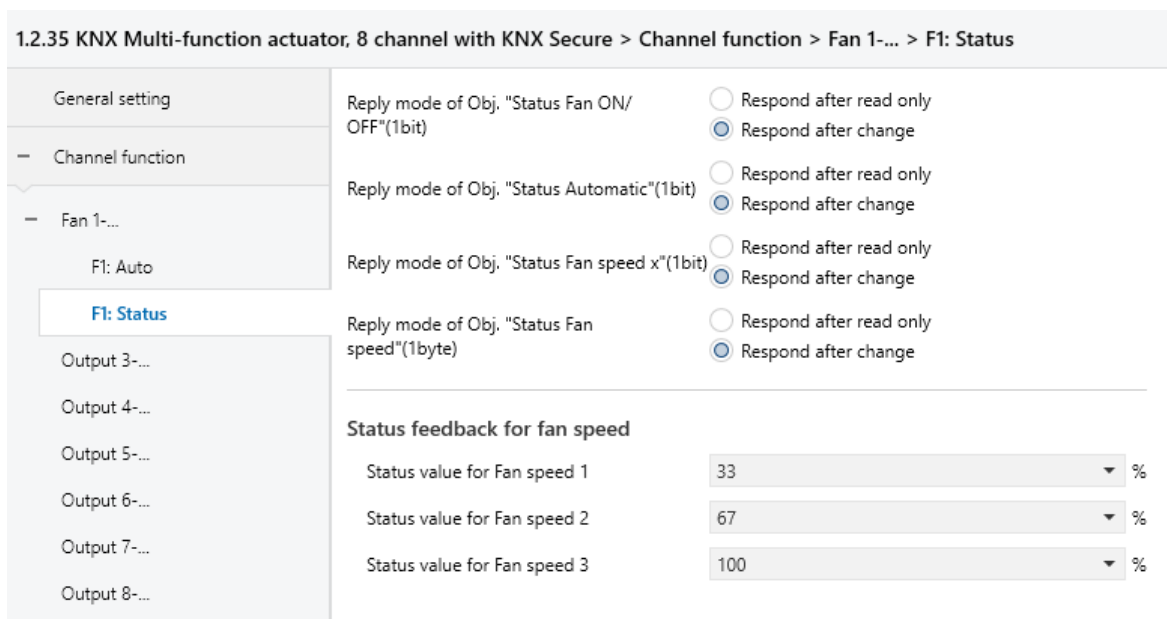 1.2.35 KNX Multi-function actuator, 8 channel with KNX Secure > Channel function > Fan 1-... > F1: Status
General setting
– Channel function
– Fan 1-...
F1: Auto
F1: Status
Output 3-...
Output 4-...
Output 5-...
Output 6-...
Output 7-...
Output 8-...
Reply mode of Obj. "Status Fan ON/
OFF"(1bit)
Respond after read only
Respond after change
Reply mode of Obj. "Status Automatic"(1bit)
Respond after read only
Respond after change
Reply mode of Obj. "Status Fan speed x"(1bit)
Respond after read only
Respond after change
Reply mode of Obj. "Status Fan
speed"(1byte)
Respond after read only
Respond after change
Status feedback for fan speed
Status value for Fan speed 1 33 %
Status value for Fan speed 2 67 %
Status value for Fan speed 3 100 %